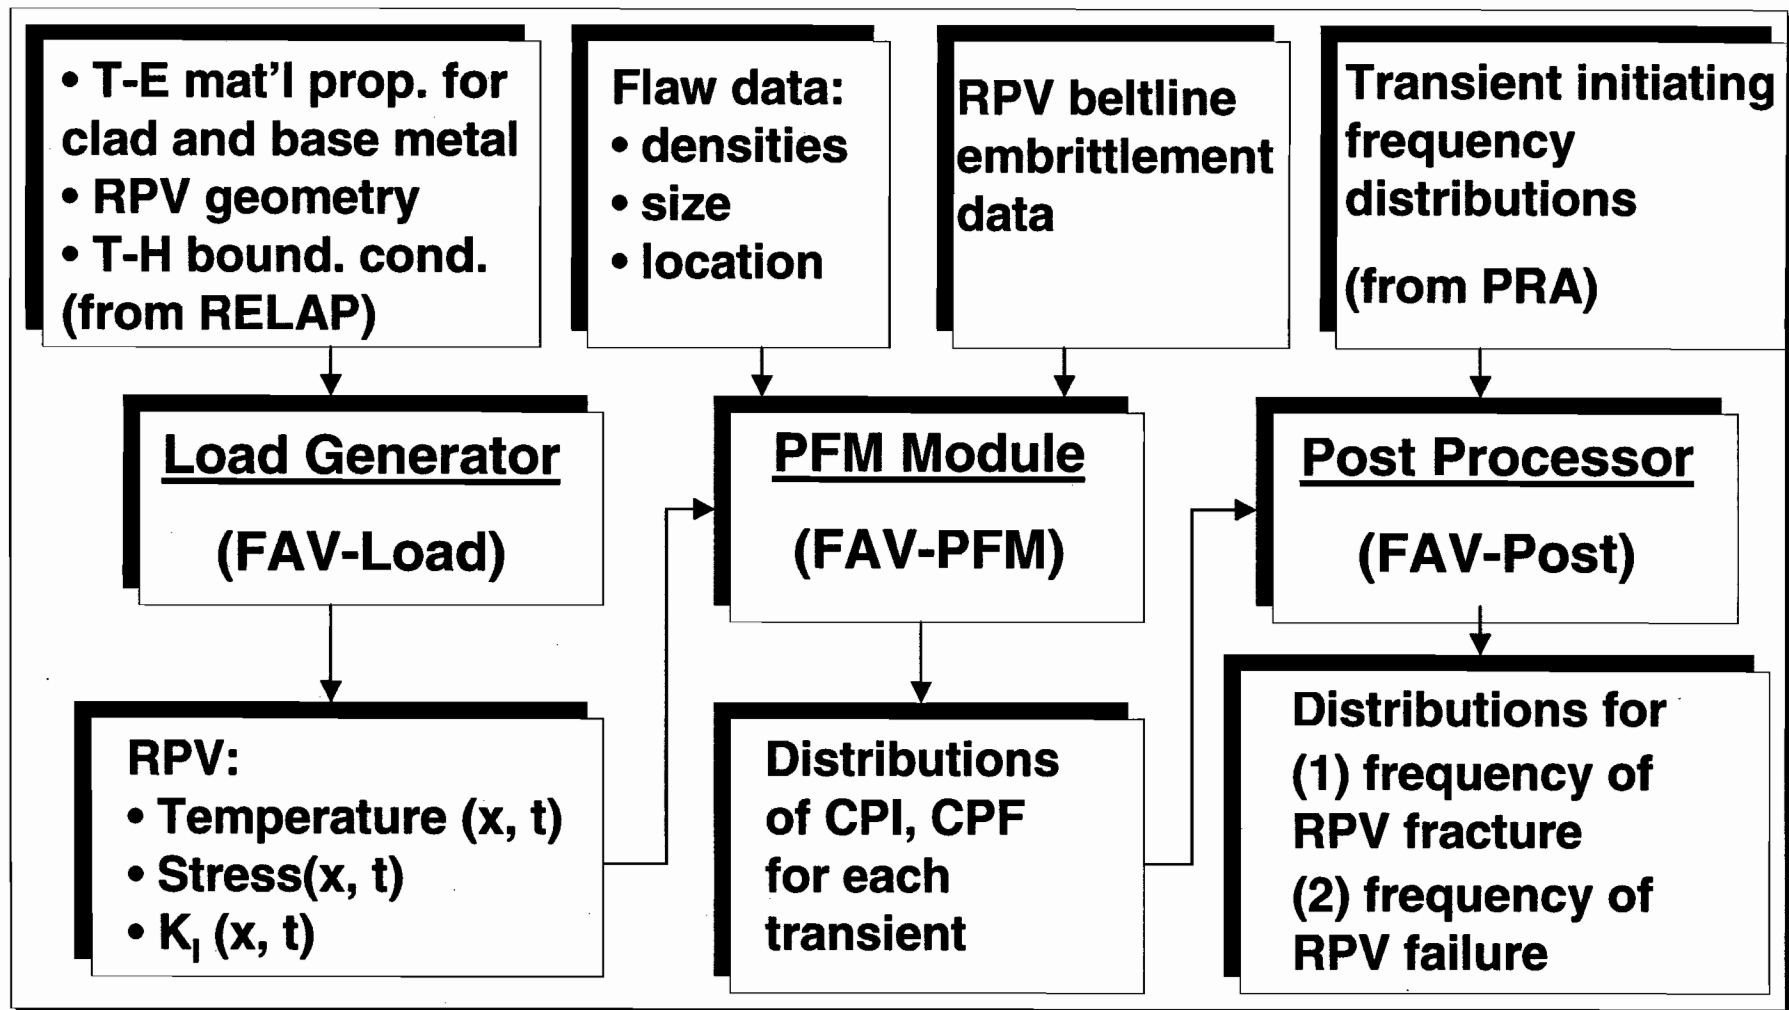 • T-E mat'l prop. for
clad and base metal
• RPV geometry
• T-H bound. cond.
(from RELAP)
Flaw data:
• densities
• size
• location
RPV beltline
embrittlement
data
Transient initiating
frequency
distributions
(from PRA)
Load Generator
(FAV-Load)
PFM Module
(FAV-PFM)
Post Processor
(FAV-Post)
RPV:
• Temperature (x, t)
• Stress(x, t)
• K_I (x, t)
Distributions
of CPI, CPF
for each
transient
Distributions for
(1) frequency of
RPV fracture
(2) frequency of
RPV failure